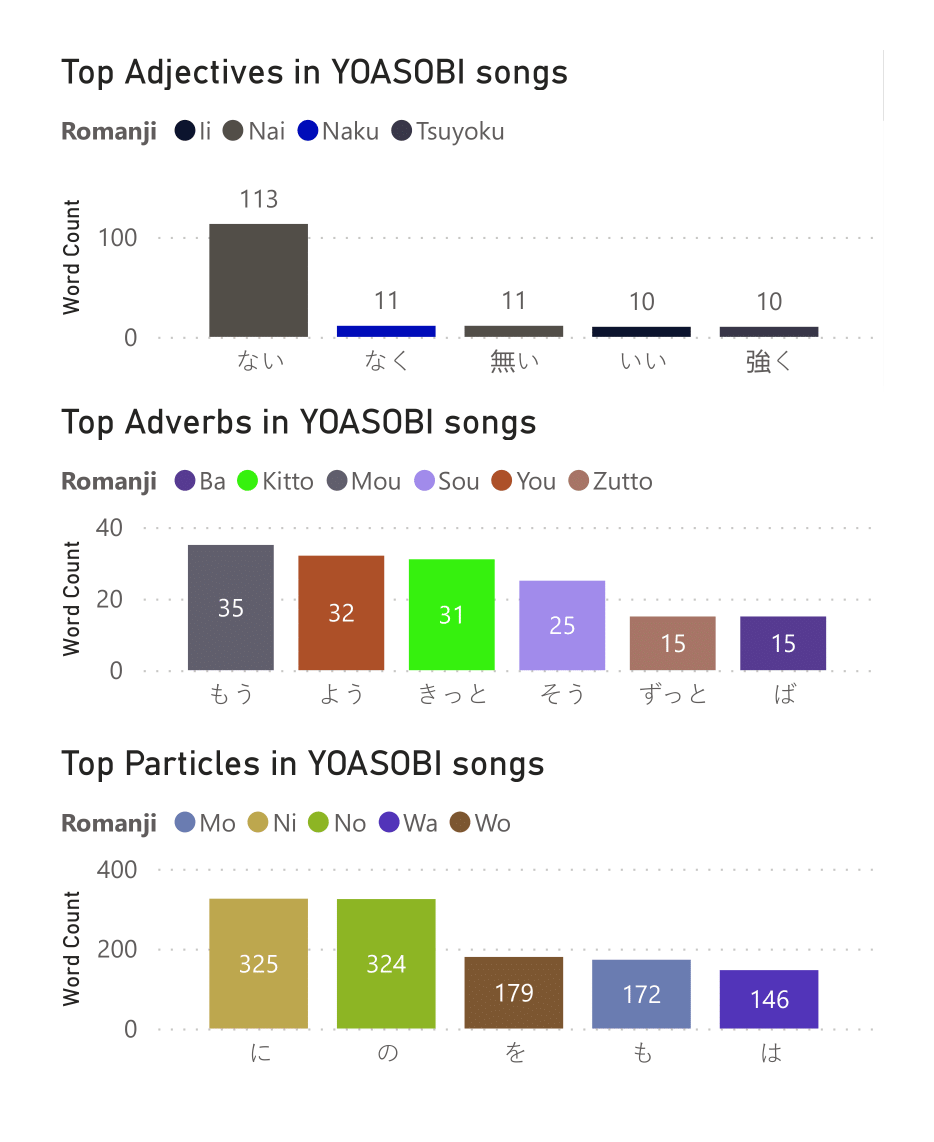 Top Adjectives in YOASOBI songs
Romanji Ii Nai Naku Tsuyoku
Word Count
113
11
11
10
10
100
0
ない なく 無い いい 強く
Top Adverbs in YOASOBI songs
Romanji Ba Kitto Mou Sou You Zutto
Word Count
40
20
0
35 32 31 25 15 15
もう よう きっと そう ずっと ば
Top Particles in YOASOBI songs
Romanji Mo Ni No Wa Wo
Word Count
400
200
0
325 324 179 172 146
に の を も は